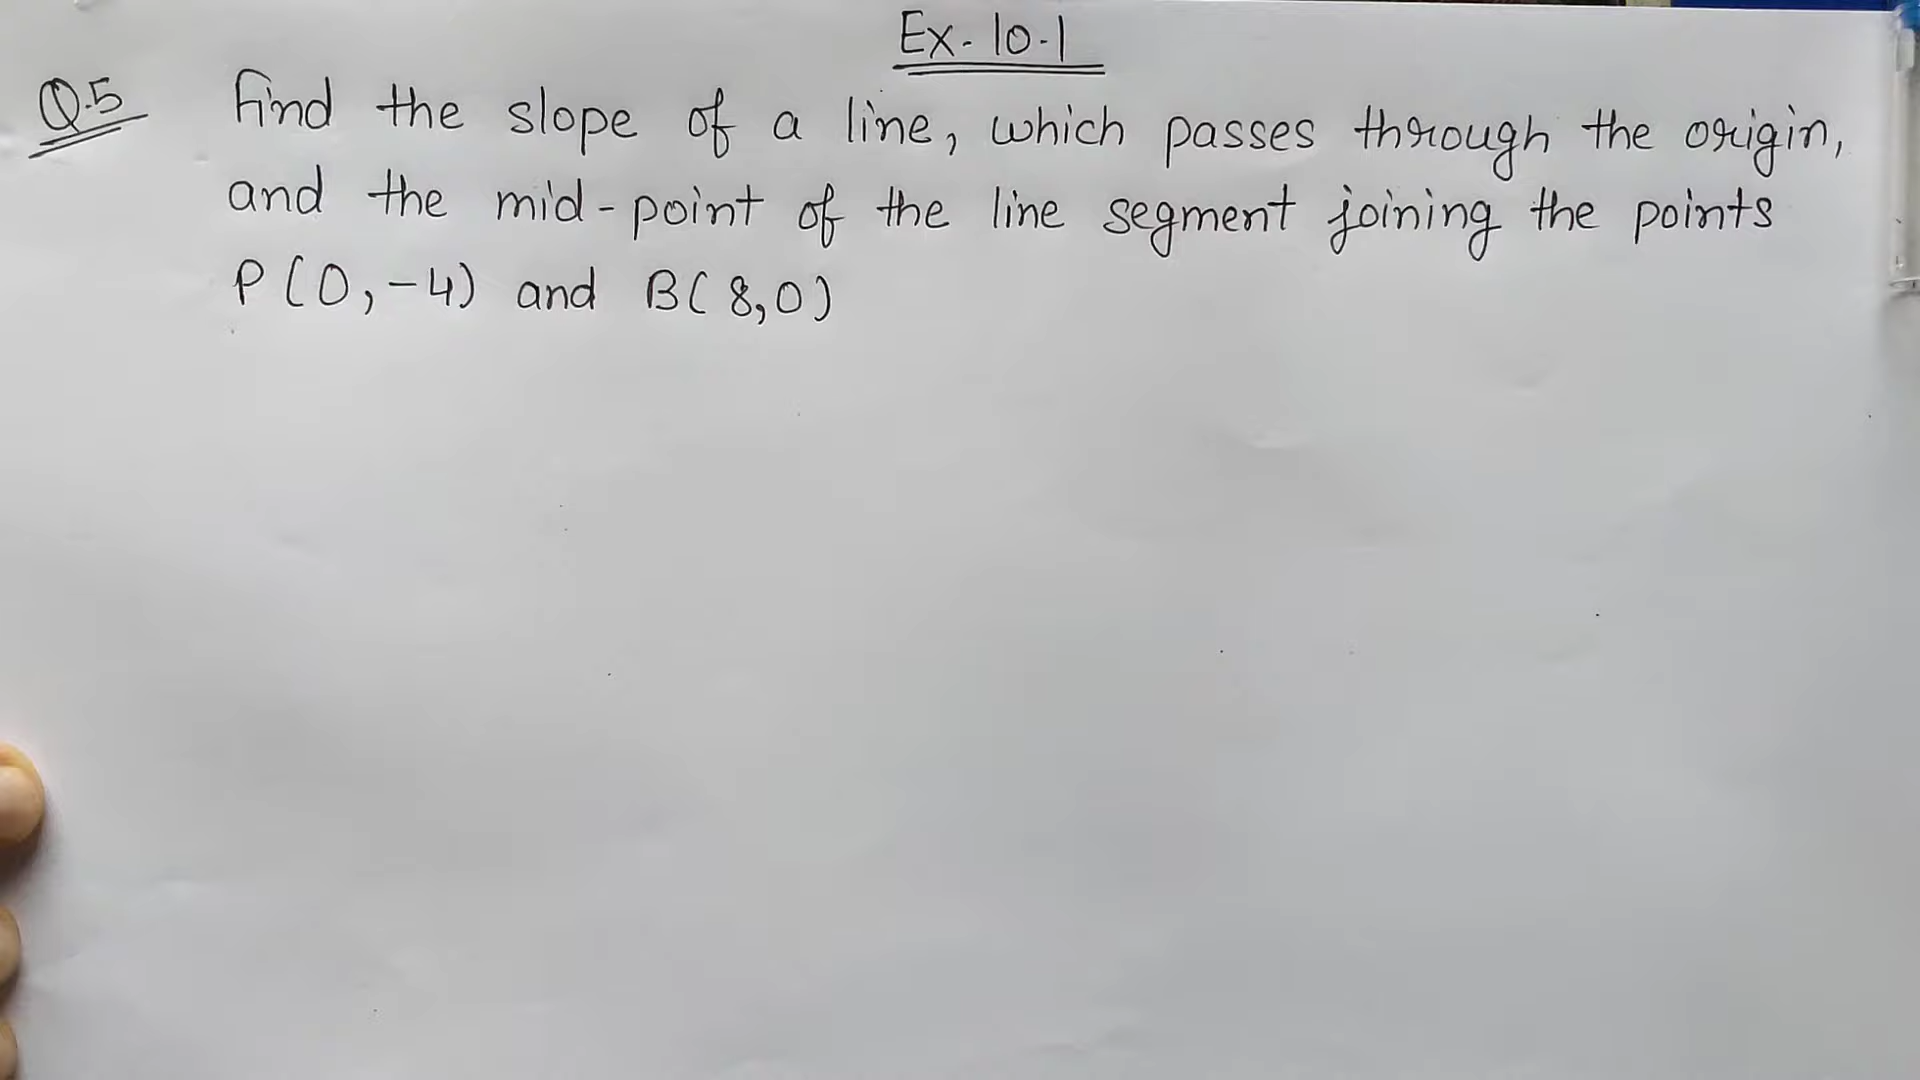 Ex. 10.1
Q.5 Find the slope of a line, which passes through the origin,
and the mid-point of the line segment joining the points
P(0,-4) and B(8,0)